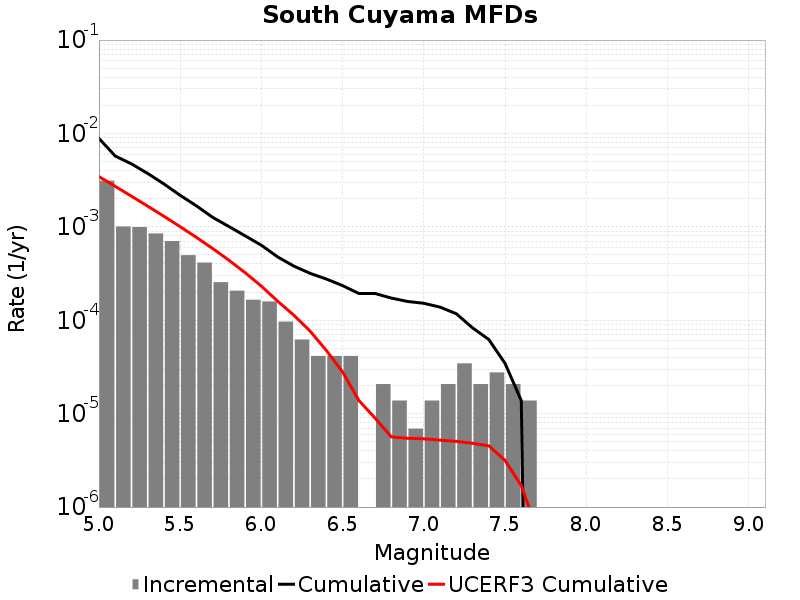 South Cuyama MFDs
10-1
10-2
10-3
10-4
10-5
10-6
Rate (1/yr)
5.0 5.5 6.0 6.5 7.0 7.5 8.0 8.5 9.0
Magnitude
Incremental Cumulative UCERF3 Cumulative